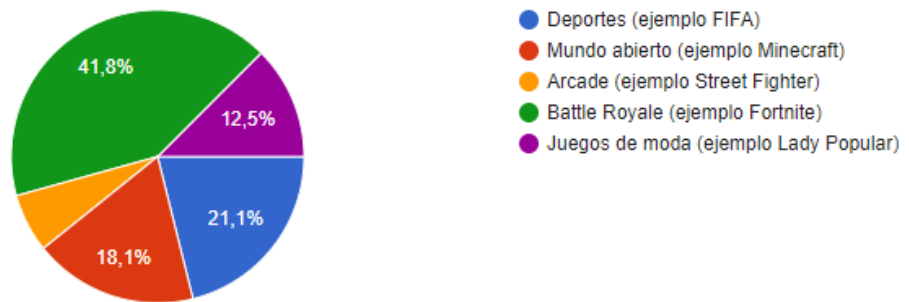 Deportes (ejemplo FIFA)
Mundo abierto (ejemplo Minecraft)
Arcade (ejemplo Street Fighter)
Battle Royale (ejemplo Fortnite)
Juegos de moda (ejemplo Lady Popular)
41,8%
12,5%
21,1%
18,1%